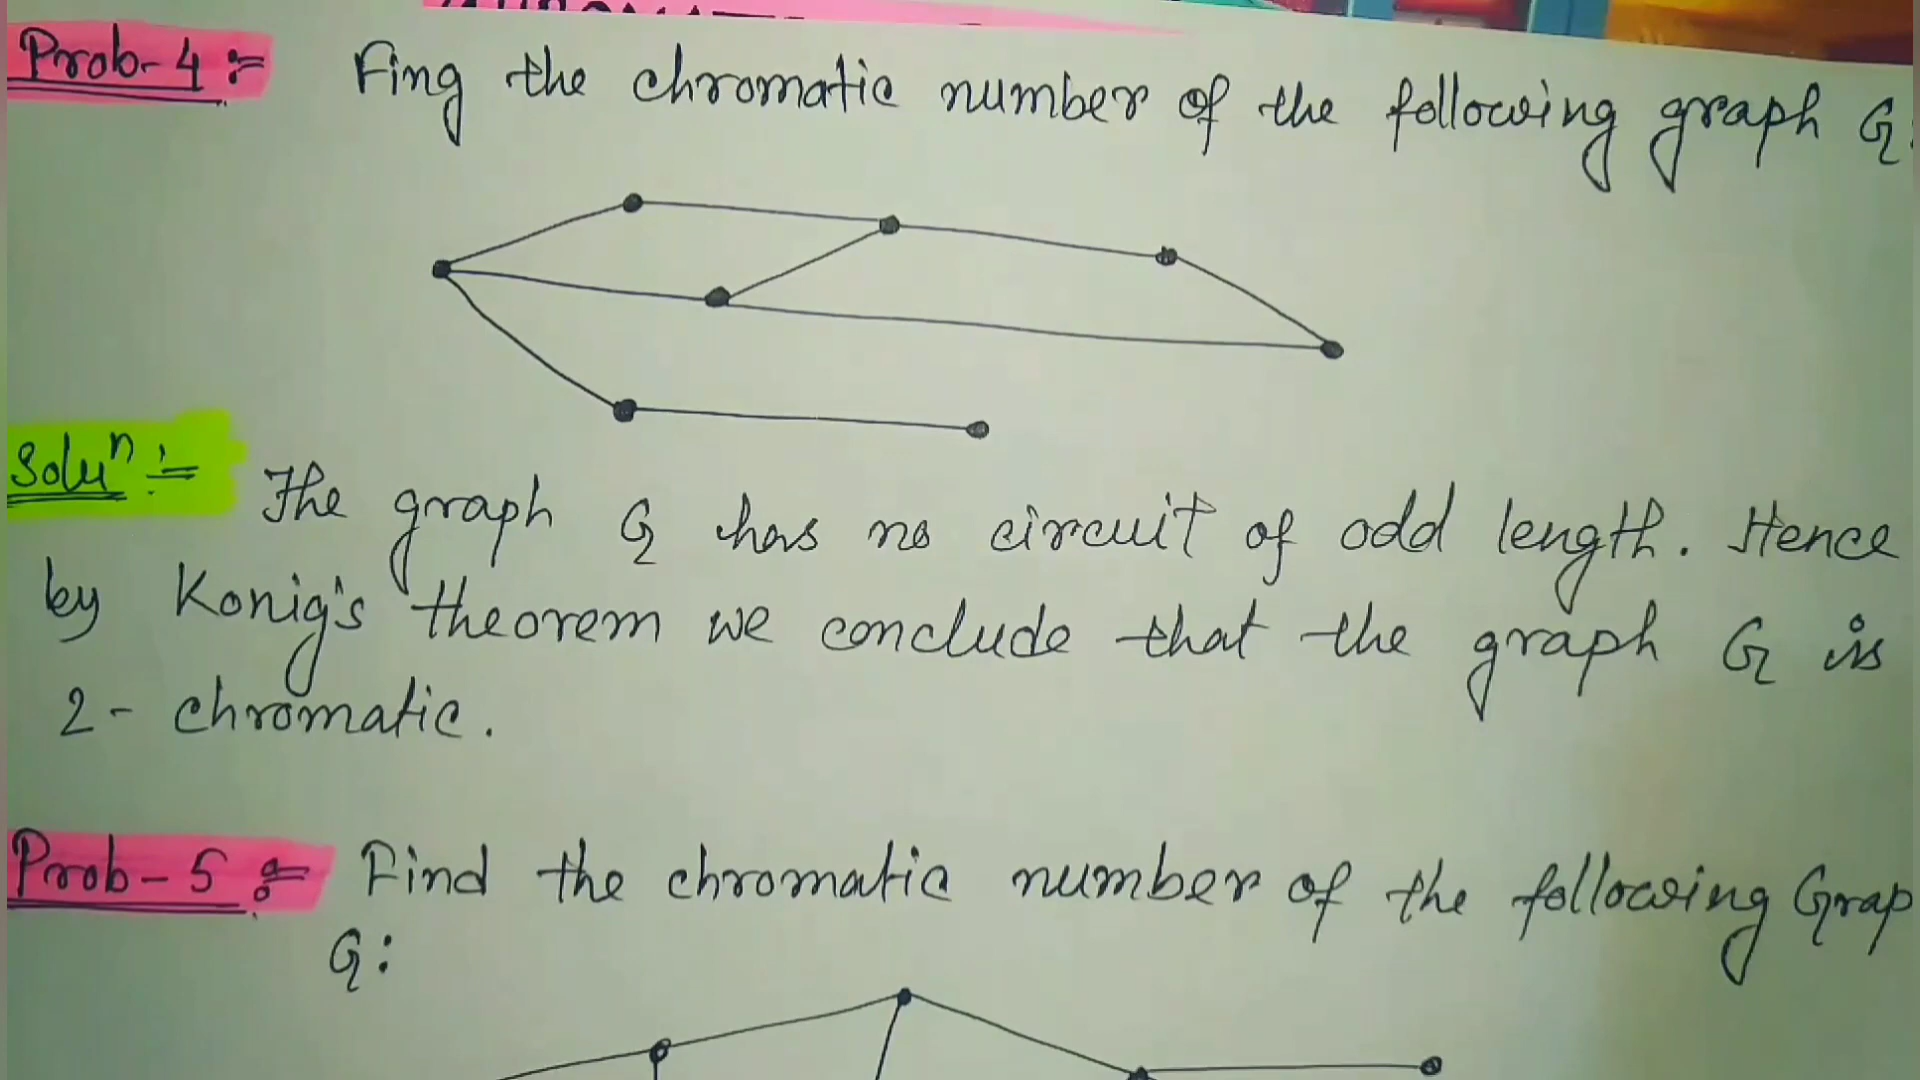 Prob-4 := Fing the chromatic number of the following graph G:
Soluⁿ := The graph G has no circuit of odd length. Hence
by Konig's theorem we conclude that the graph G is
2- chromatic.
Prob-5 := Find the chromatic number of the following Grap
G: